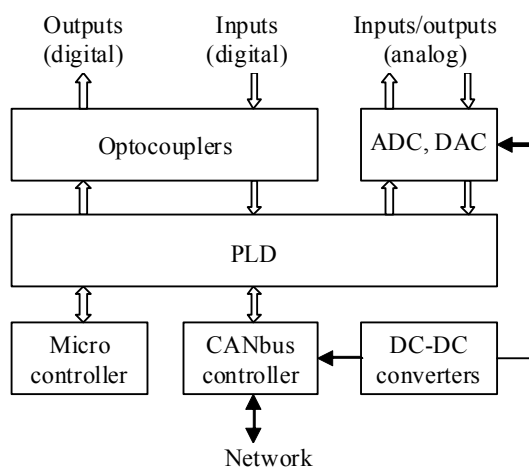 Outputs
(digital)
Inputs
(digital)
Inputs/outputs
(analog)
Optocouplers
ADC, DAC
PLD
Micro
controller
CANbus
controller
DC-DC
converters
Network